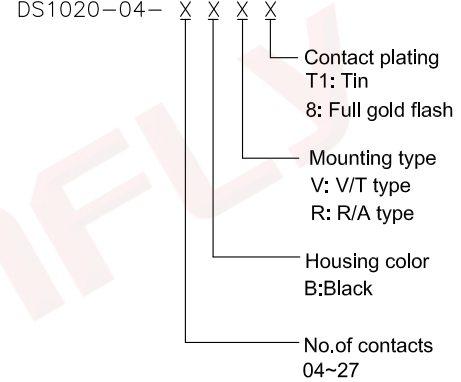 DS1020-04- X X X X
Contact plating
T1: Tin
8: Full gold flash
Mounting type
V: V/T type
R: R/A type
Housing color
B:Black
No.of contacts
04~27